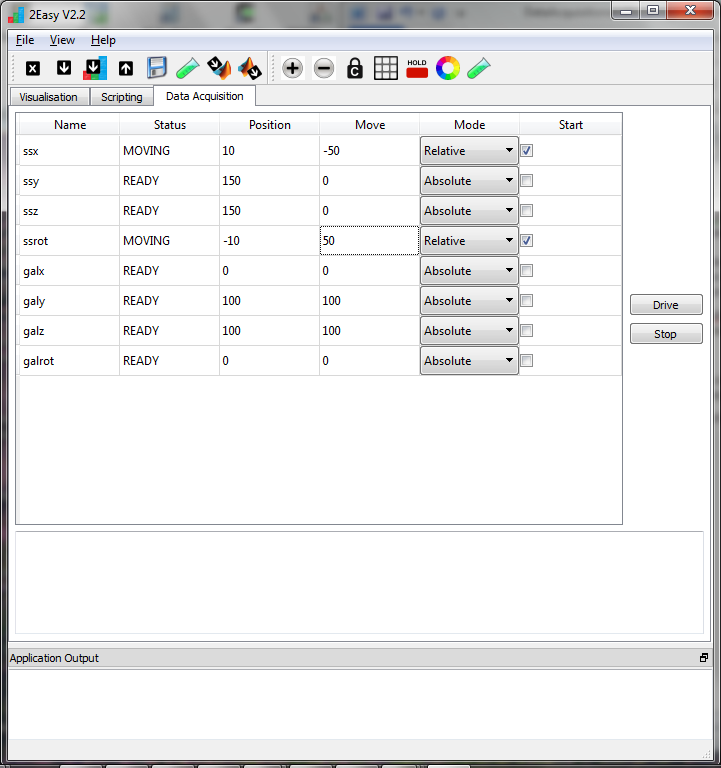 2Easy V2.2
File View Help
HOLD
C
Visualisation Scripting Data Acquisition
Name Status Position Move Mode Start
ssx MOVING 10 -50 Relative
ssy READY 150 0 Absolute
ssz READY 150 0 Absolute
ssrot MOVING -10 50 Relative
galx READY 0 0 Absolute
galy READY 100 100 Absolute
Drive
galz READY 100 100 Absolute
Stop
galrot READY 0 0 Absolute
Application Output